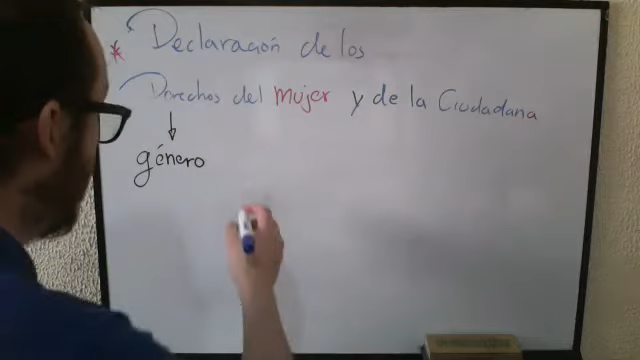 * Declaración de los
Derechos del Mujer y de la Ciudadana
género